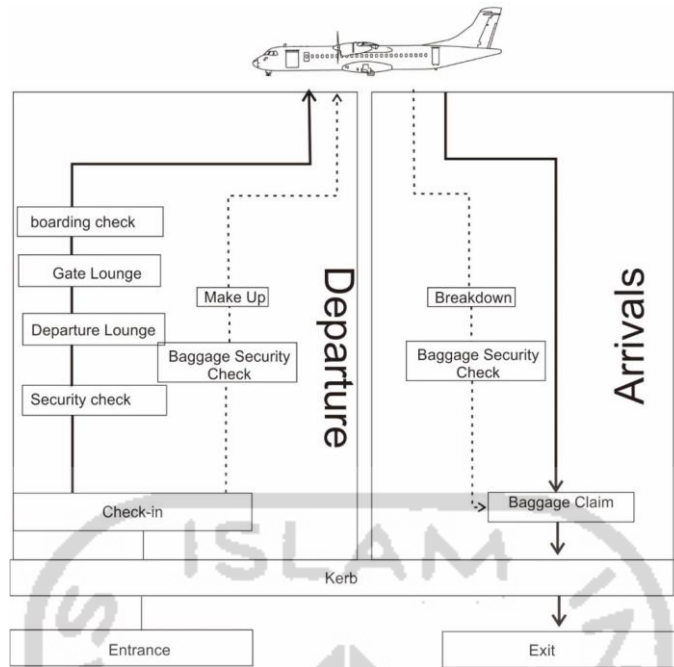 boarding check
Gate Lounge
Departure Lounge
Security check
Make Up
Baggage Security
Check
Departure
Check-in
Breakdown
Baggage Security
Check
Arrivals
Baggage Claim
Kerb
Entrance
Exit
ISLAM